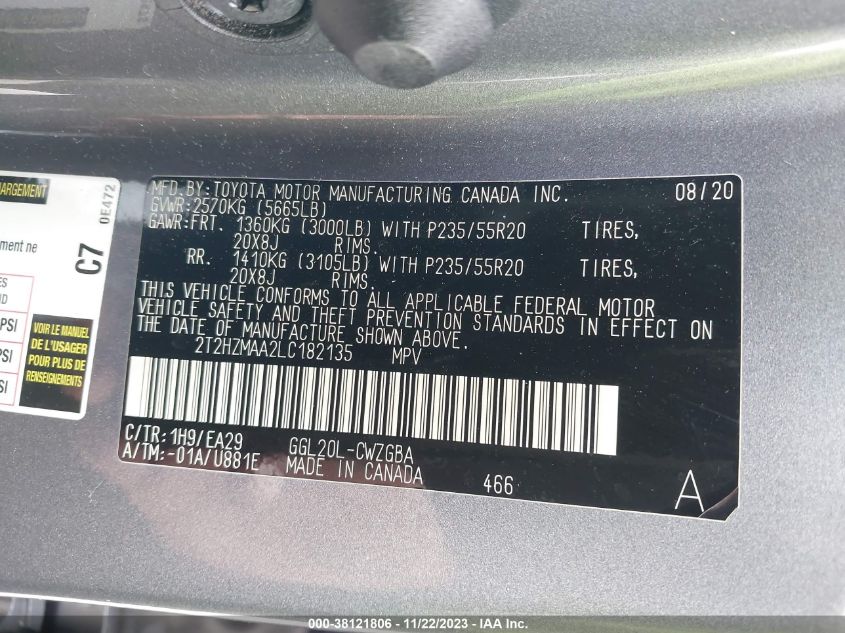 MFD.BY:TOYOTA MOTOR MANUFACTURING CANADA INC. 08/20
GVWR:2570KG (5665LB)
GAWR:FRT. 1360KG (3000LB) WITH P235/55R20 TIRES,
20X8J RIMS.
RR. 1410KG (3105LB) WITH P235/55R20 TIRES,
20X8J RIMS.
THIS VEHICLE CONFORMS TO ALL APPLICABLE FEDERAL MOTOR
VEHICLE SAFETY AND THEFT PREVENTION STANDARDS IN EFFECT ON
THE DATE OF MANUFACTURE SHOWN ABOVE.
2T2HZMAA2LC182135 MPV
C/TR:1H9/EA29 GGL20L-CWZGBA
A/TM:-01A/U881E MADE IN CANADA 466
A
C7
0E472
ment ne
PSI
PSI
SI
VOIR LE MANUEL
DE L'USAGER
POUR PLUS DE
RENSEIGNEMENTS
000-38121806 - 11/22/2023 - IAA Inc.